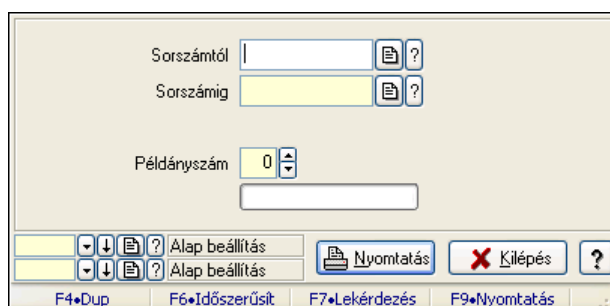 Sorszámtól ?
Sorszámig ?
Példányszám 0
? Alap beállítás
? Alap beállítás
Nyomtatás Kilépés ?
F4•Dup F6•Időszerűsít F7•Lekérdezés F9•Nyomtatás